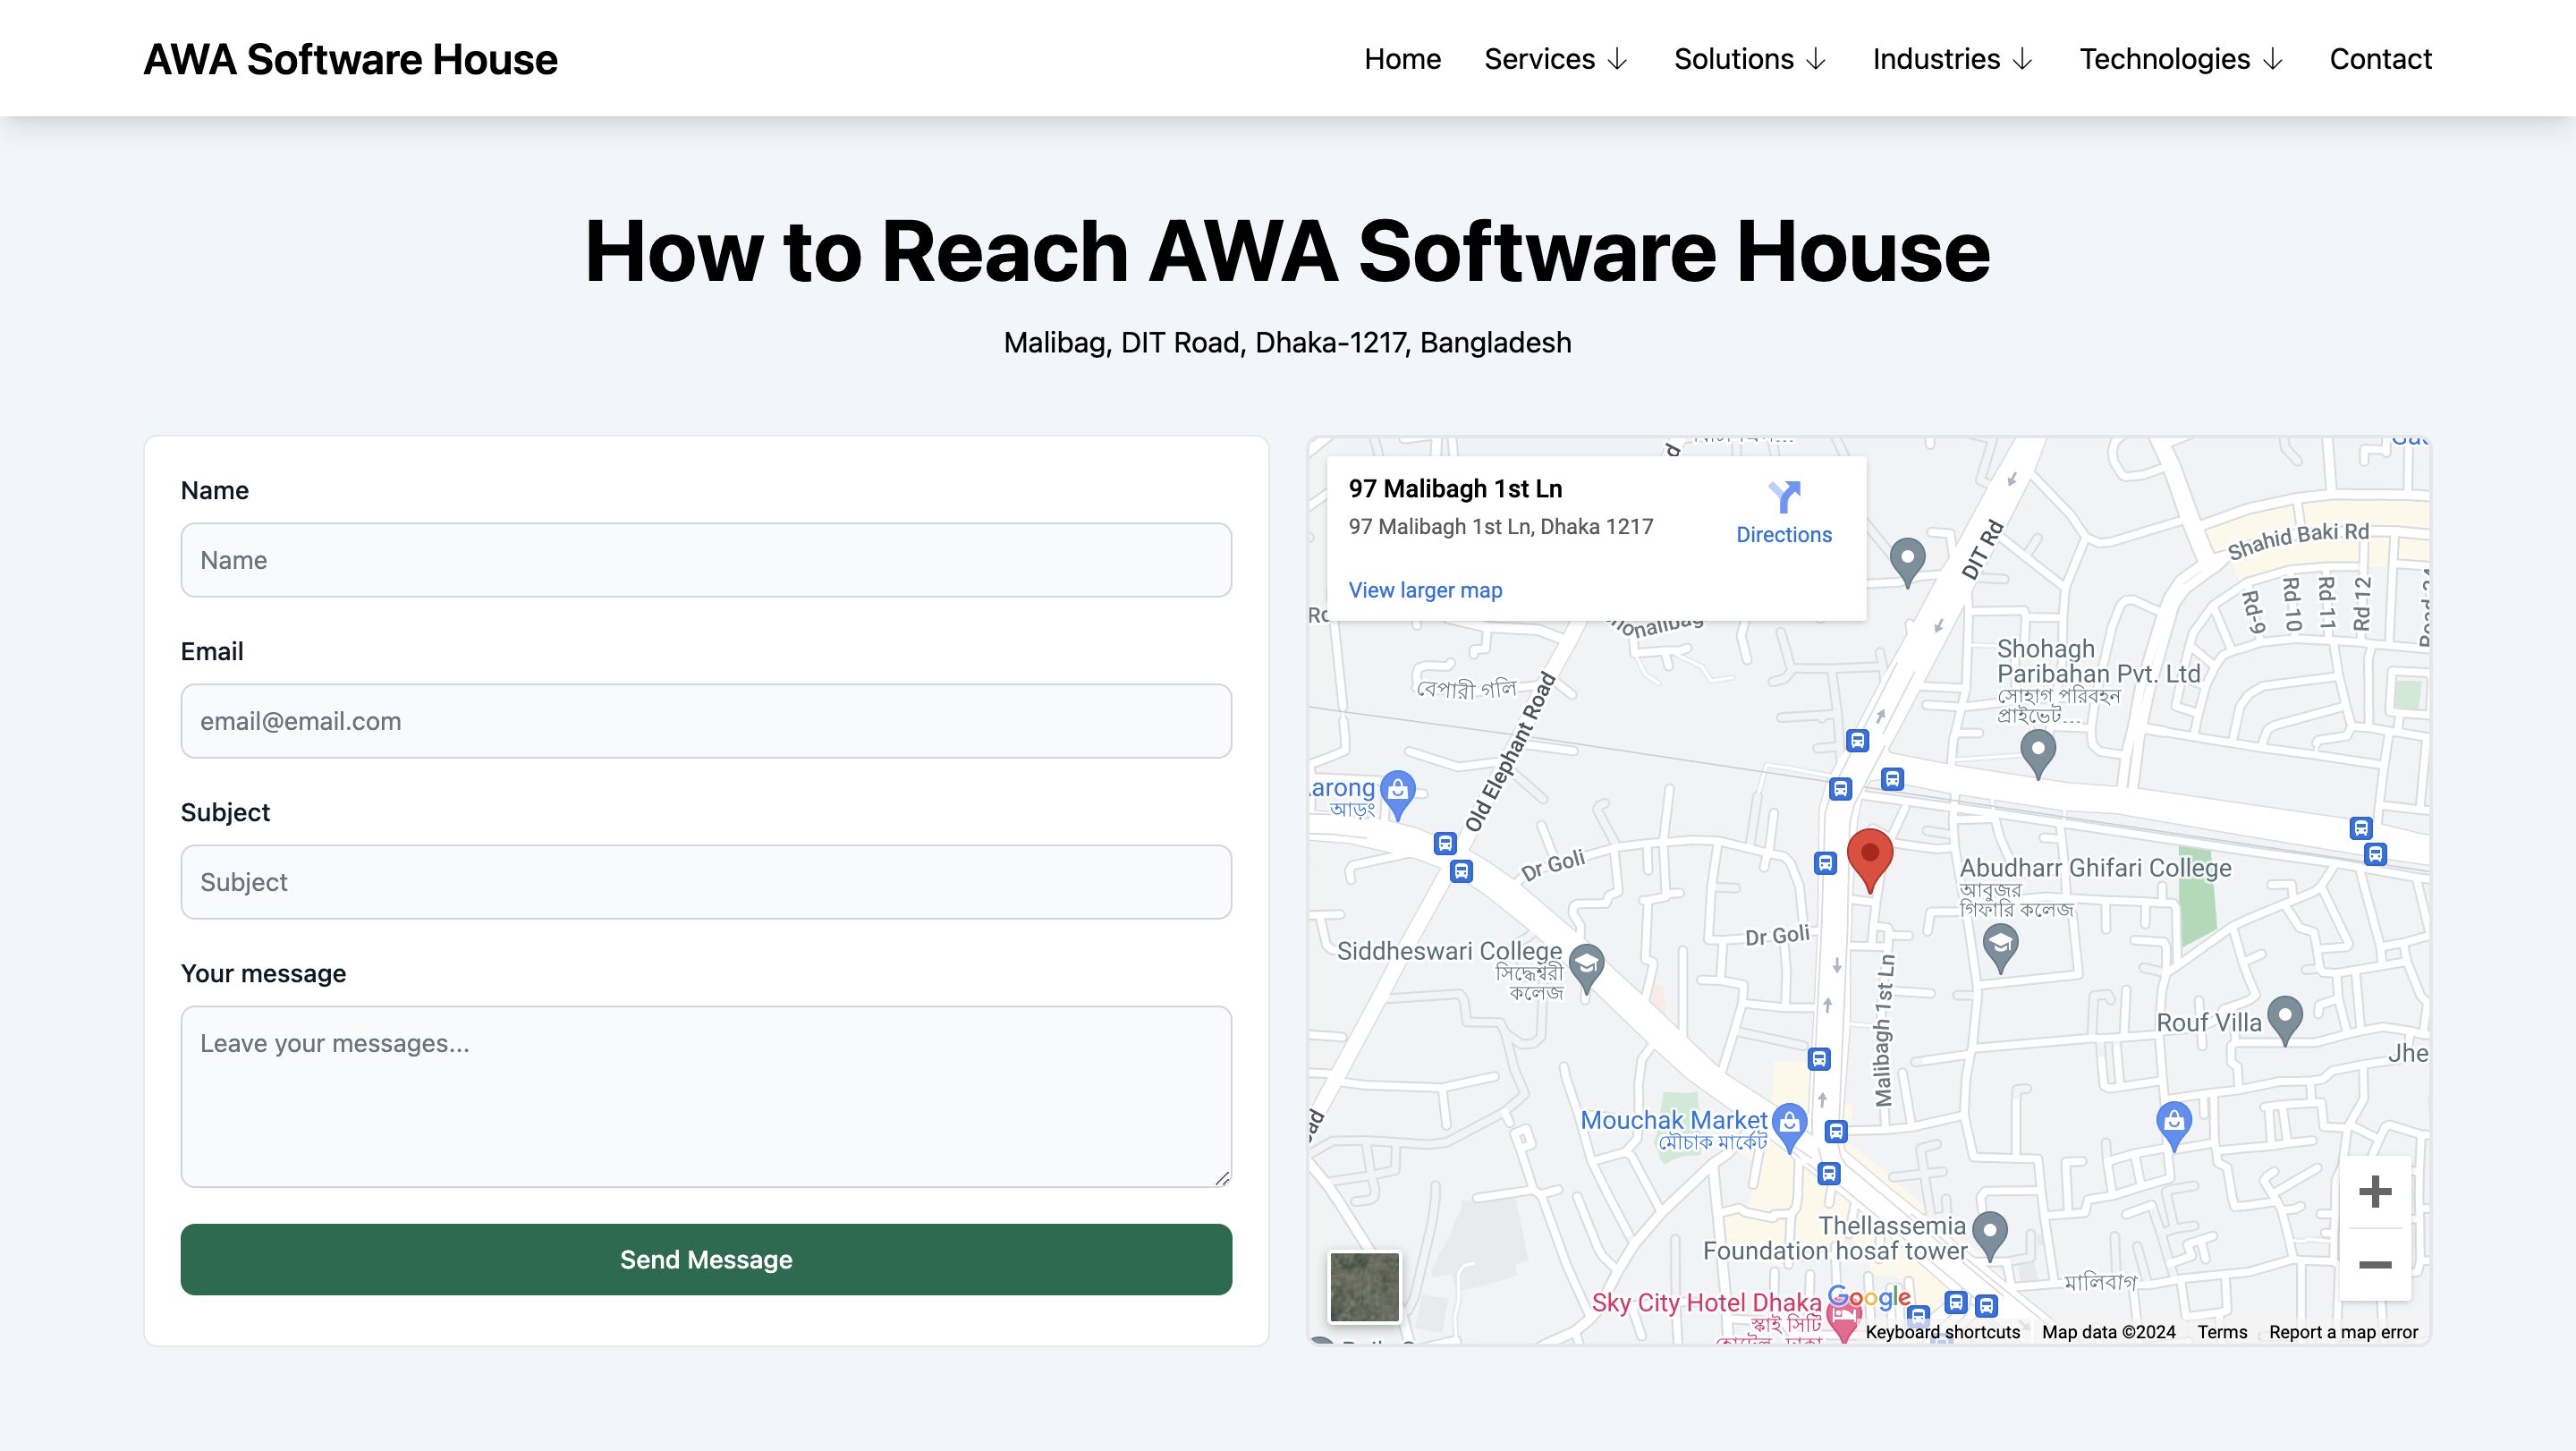 AWA Software House
Home
Services
Solutions
Industries
Technologies
Contact
How to Reach AWA Software House
Malibag, DIT Road, Dhaka-1217, Bangladesh
Name
Name
Email
email@email.com
Subject
Subject
Your message
Leave your messages...
Send Message
97 Malibagh 1st Ln
97 Malibagh 1st Ln, Dhaka 1217
Directions
View larger map
DIT Rd
Shahid Baki Rd
Rd-9
Rd 10
Rd 11
Rd 12
Rd
Shohagh
Paribahan Pvt. Ltd
সোহাগ পরিবহন
প্রাইভেট...
বেপারী গলি
Old Elephant Road
আড়ং
Dr Goli
Abudharr Ghifari College
আবুজর
গিফারি কলেজ
Dr Goli
Siddheswari College
সিদ্ধেশ্বরী
কলেজ
Malibagh 1st Ln
Rouf Villa
Jhe
Mouchak Market
মৌচাক মার্কেট
Thellassemia
Foundation hosaf tower
মালিবাগ
Sky City Hotel Dhaka
স্কাই সিটি
Google
Keyboard shortcuts
Map data ©2024
Terms
Report a map error